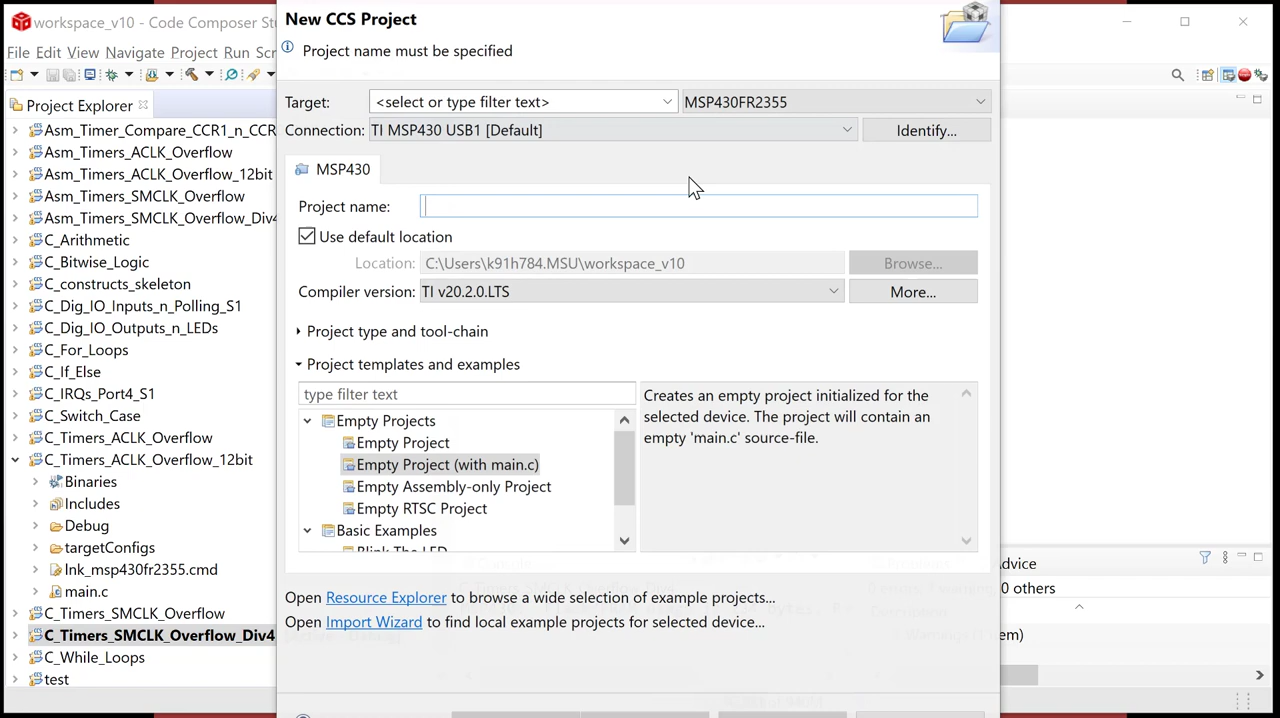 workspace_v10 - Code Composer Stu
File Edit View Navigate Project Run Scr
Project Explorer
Asm_Timer_Compare_CCR1_n_CCR
Asm_Timers_ACLK_Overflow
Asm_Timers_ACLK_Overflow_12bit
Asm_Timers_SMCLK_Overflow
Asm_Timers_SMCLK_Overflow_Div4
C_Arithmetic
C_Bitwise_Logic
C_constructs_skeleton
C_Dig_IO_Inputs_n_Polling_S1
C_Dig_IO_Outputs_n_LEDs
C_For_Loops
C_If_Else
C_IRQs_Port4_S1
C_Switch_Case
C_Timers_ACLK_Overflow
C_Timers_ACLK_Overflow_12bit
Binaries
Includes
Debug
targetConfigs
lnk_msp430fr2355.cmd
main.c
C_Timers_SMCLK_Overflow
C_Timers_SMCLK_Overflow_Div4
C_While_Loops
test
New CCS Project
Project name must be specified
Target: <select or type filter text> MSP430FR2355
Connection: TI MSP430 USB1 [Default] Identify...
MSP430
Project name:
Use default location
Location: C:\Users\k91h784.MSU\workspace_v10 Browse...
Compiler version: TI v20.2.0.LTS More...
Project type and tool-chain
Project templates and examples
type filter text
Empty Projects
Empty Project
Empty Project (with main.c)
Empty Assembly-only Project
Empty RTSC Project
Basic Examples
Blink The LED
Creates an empty project initialized for the
selected device. The project will contain an
empty 'main.c' source-file.
Open Resource Explorer to browse a wide selection of example projects...
Open Import Wizard to find local example projects for selected device...
dvice
0 others
m)